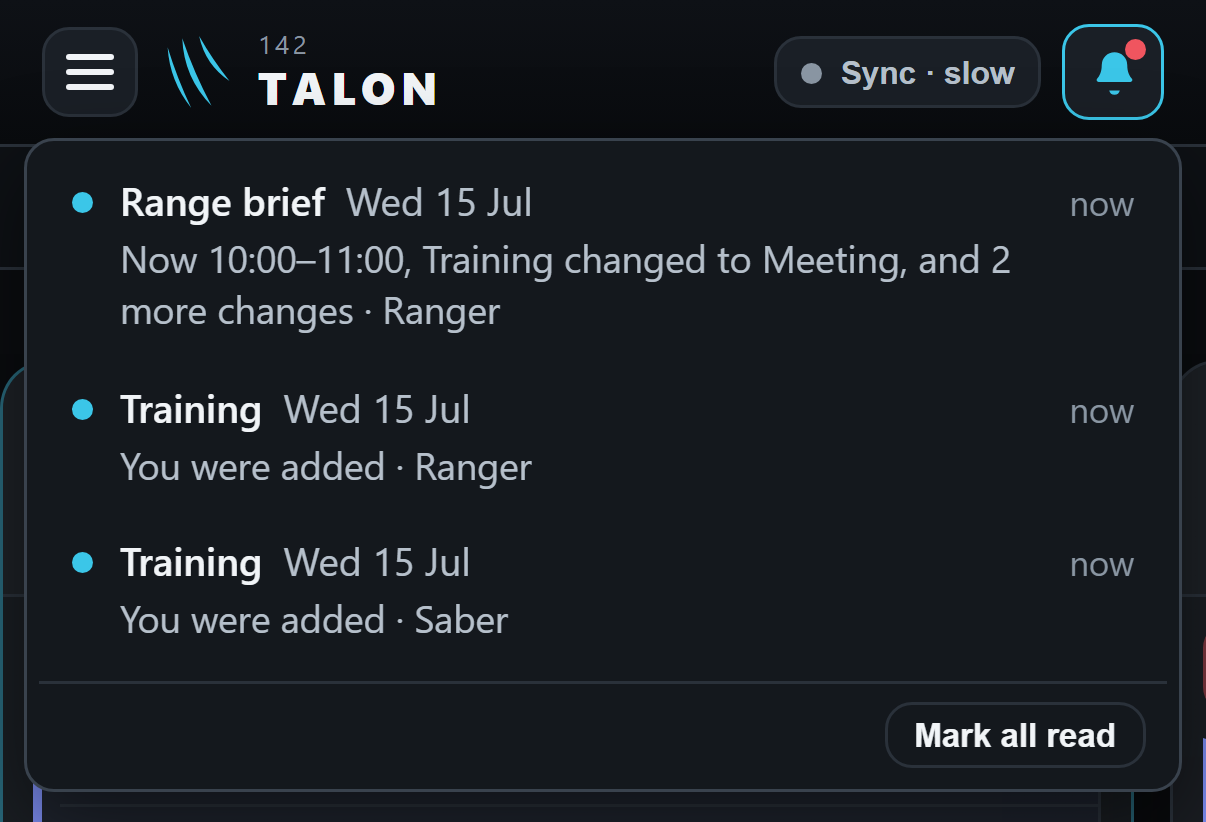 142
TALON
Sync · slow
Range brief Wed 15 Jul now
Now 10:00–11:00, Training changed to Meeting, and 2
more changes · Ranger
Training Wed 15 Jul now
You were added · Ranger
Training Wed 15 Jul now
You were added · Saber
Mark all read